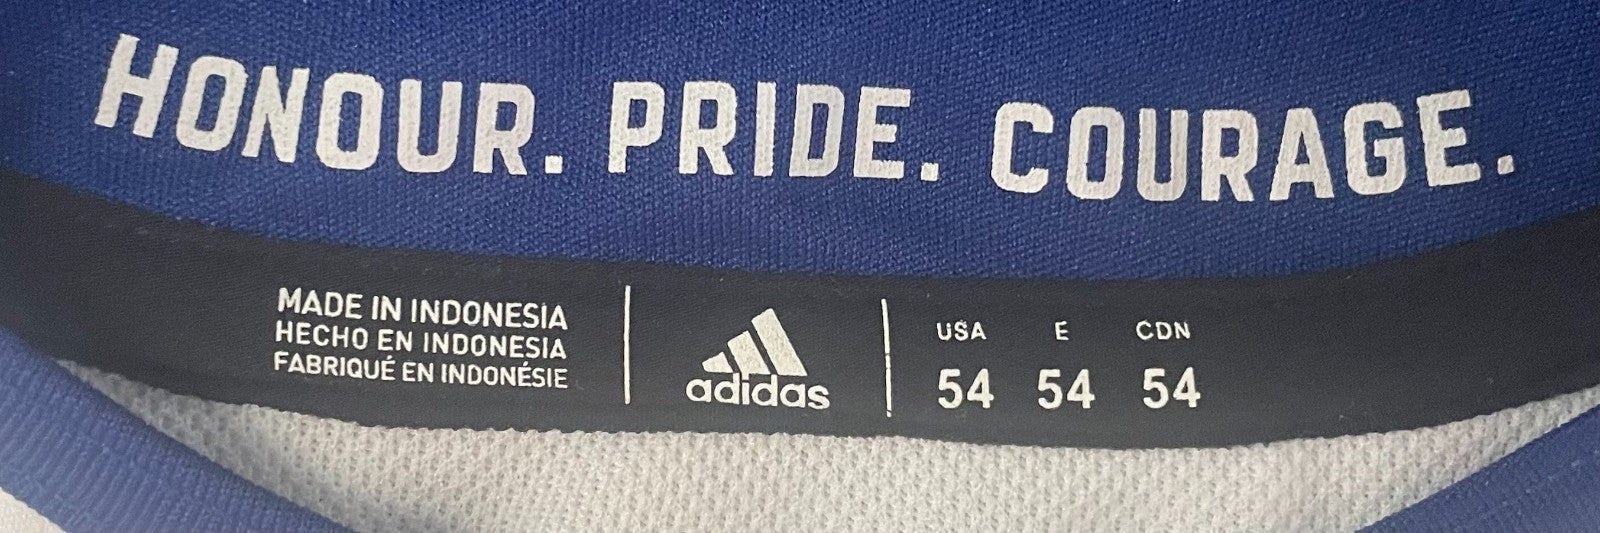 HONOUR. PRIDE. COURAGE.
MADE IN INDONESIA
HECHO EN INDONESIA
FABRIQUÉ EN INDONÉSIE
adidas
USA E CDN
54 54 54